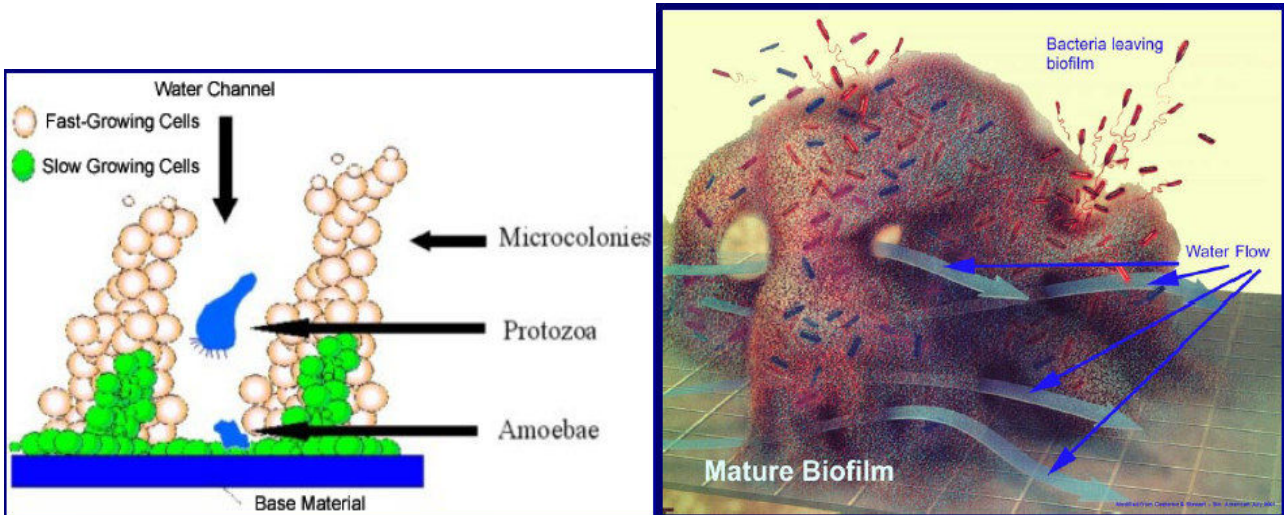 Water Channel
Fast-Growing Cells
Slow Growing Cells
Microcolonies
Protozoa
Amoebae
Base Material
Bacteria leaving
biofilm
Water Flow
Mature Biofilm